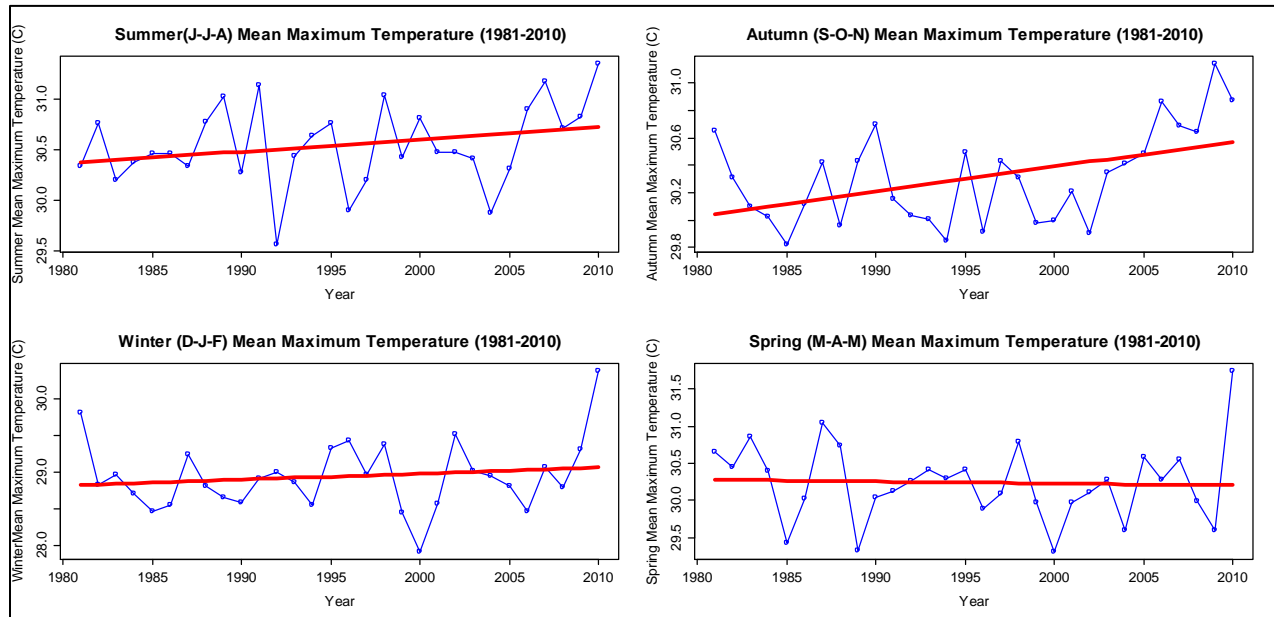 Summer(J-J-A) Mean Maximum Temperature (1981-2010)
Summer Mean Maximum Temperature (C)
31.0
30.5
30.0
29.5
1980 1985 1990 1995 2000 2005 2010
Year
Autumn (S-O-N) Mean Maximum Temperature (1981-2010)
Autumn Mean Maximum Temperature (C)
31.0
30.6
30.2
29.8
1980 1985 1990 1995 2000 2005 2010
Year
Winter (D-J-F) Mean Maximum Temperature (1981-2010)
WinterMean Maximum Temperature (C)
30.0
29.0
28.0
1980 1985 1990 1995 2000 2005 2010
Year
Spring (M-A-M) Mean Maximum Temperature (1981-2010)
Spring Mean Maximum Temperature (C)
31.5
31.0
30.5
30.0
29.5
1980 1985 1990 1995 2000 2005 2010
Year